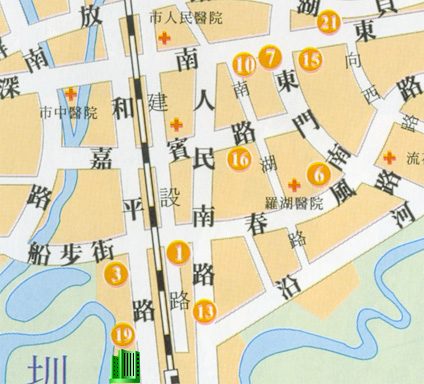 放
湖
貝
東
市人民醫院
21
南
南
深
10
7
15
向
西
路
東
門
南
路
市中醫院
和
建
人
民
南
路
南
湖
路
16
賓
嘉
羅湖醫院
6
路
流
河
路
設
路
平
路
春
風
路
船步街
沿
1
3
13
19
圳